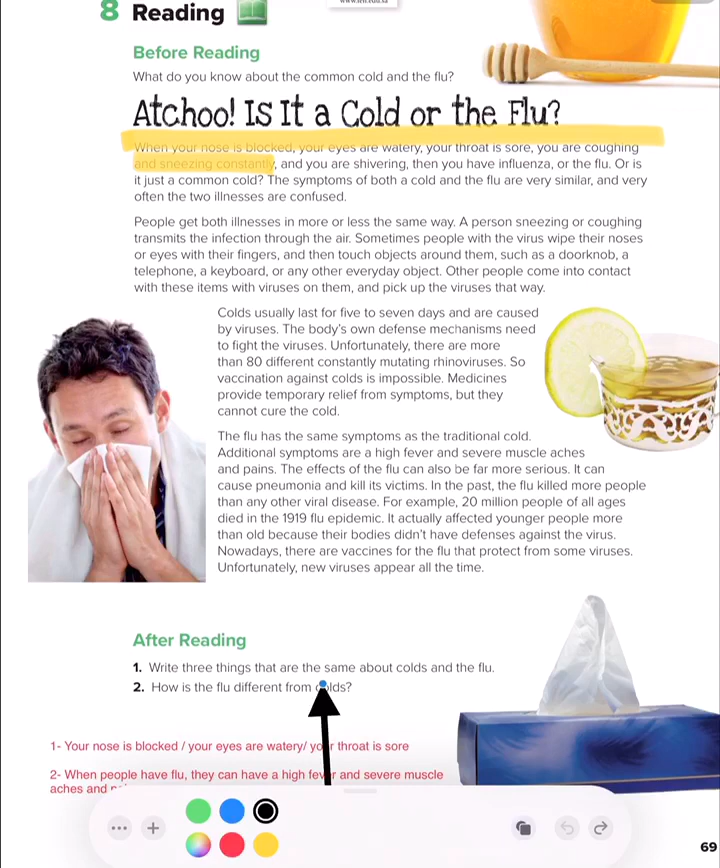 8 Reading
Before Reading
What do you know about the common cold and the flu?
Atchoo! Is It a Cold or the Flu?
When your nose is blocked, your eyes are watery, your throat is sore, you are coughing
and sneezing constantly, and you are shivering, then you have influenza, or the flu. Or is
it just a common cold? The symptoms of both a cold and the flu are very similar, and very
often the two illnesses are confused.
People get both illnesses in more or less the same way. A person sneezing or coughing
transmits the infection through the air. Sometimes people with the virus wipe their noses
or eyes with their fingers, and then touch objects around them, such as a doorknob, a
telephone, a keyboard, or any other everyday object. Other people come into contact
with these items with viruses on them, and pick up the viruses that way.
Colds usually last for five to seven days and are caused
by viruses. The body's own defense mechanisms need
to fight the viruses. Unfortunately, there are more
than 80 different constantly mutating rhinoviruses. So
vaccination against colds is impossible. Medicines
provide temporary relief from symptoms, but they
cannot cure the cold.
The flu has the same symptoms as the traditional cold.
Additional symptoms are a high fever and severe muscle aches
and pains. The effects of the flu can also be far more serious. It can
cause pneumonia and kill its victims. In the past, the flu killed more people
than any other viral disease. For example, 20 million people of all ages
died in the 1919 flu epidemic. It actually affected younger people more
than old because their bodies didn't have defenses against the virus.
Nowadays, there are vaccines for the flu that protect from some viruses.
Unfortunately, new viruses appear all the time.
After Reading
1. Write three things that are the same about colds and the flu.
2. How is the flu different from colds?
1- Your nose is blocked / your eyes are watery/ your throat is sore
2- When people have flu, they can have a high fever and severe muscle
aches and
69